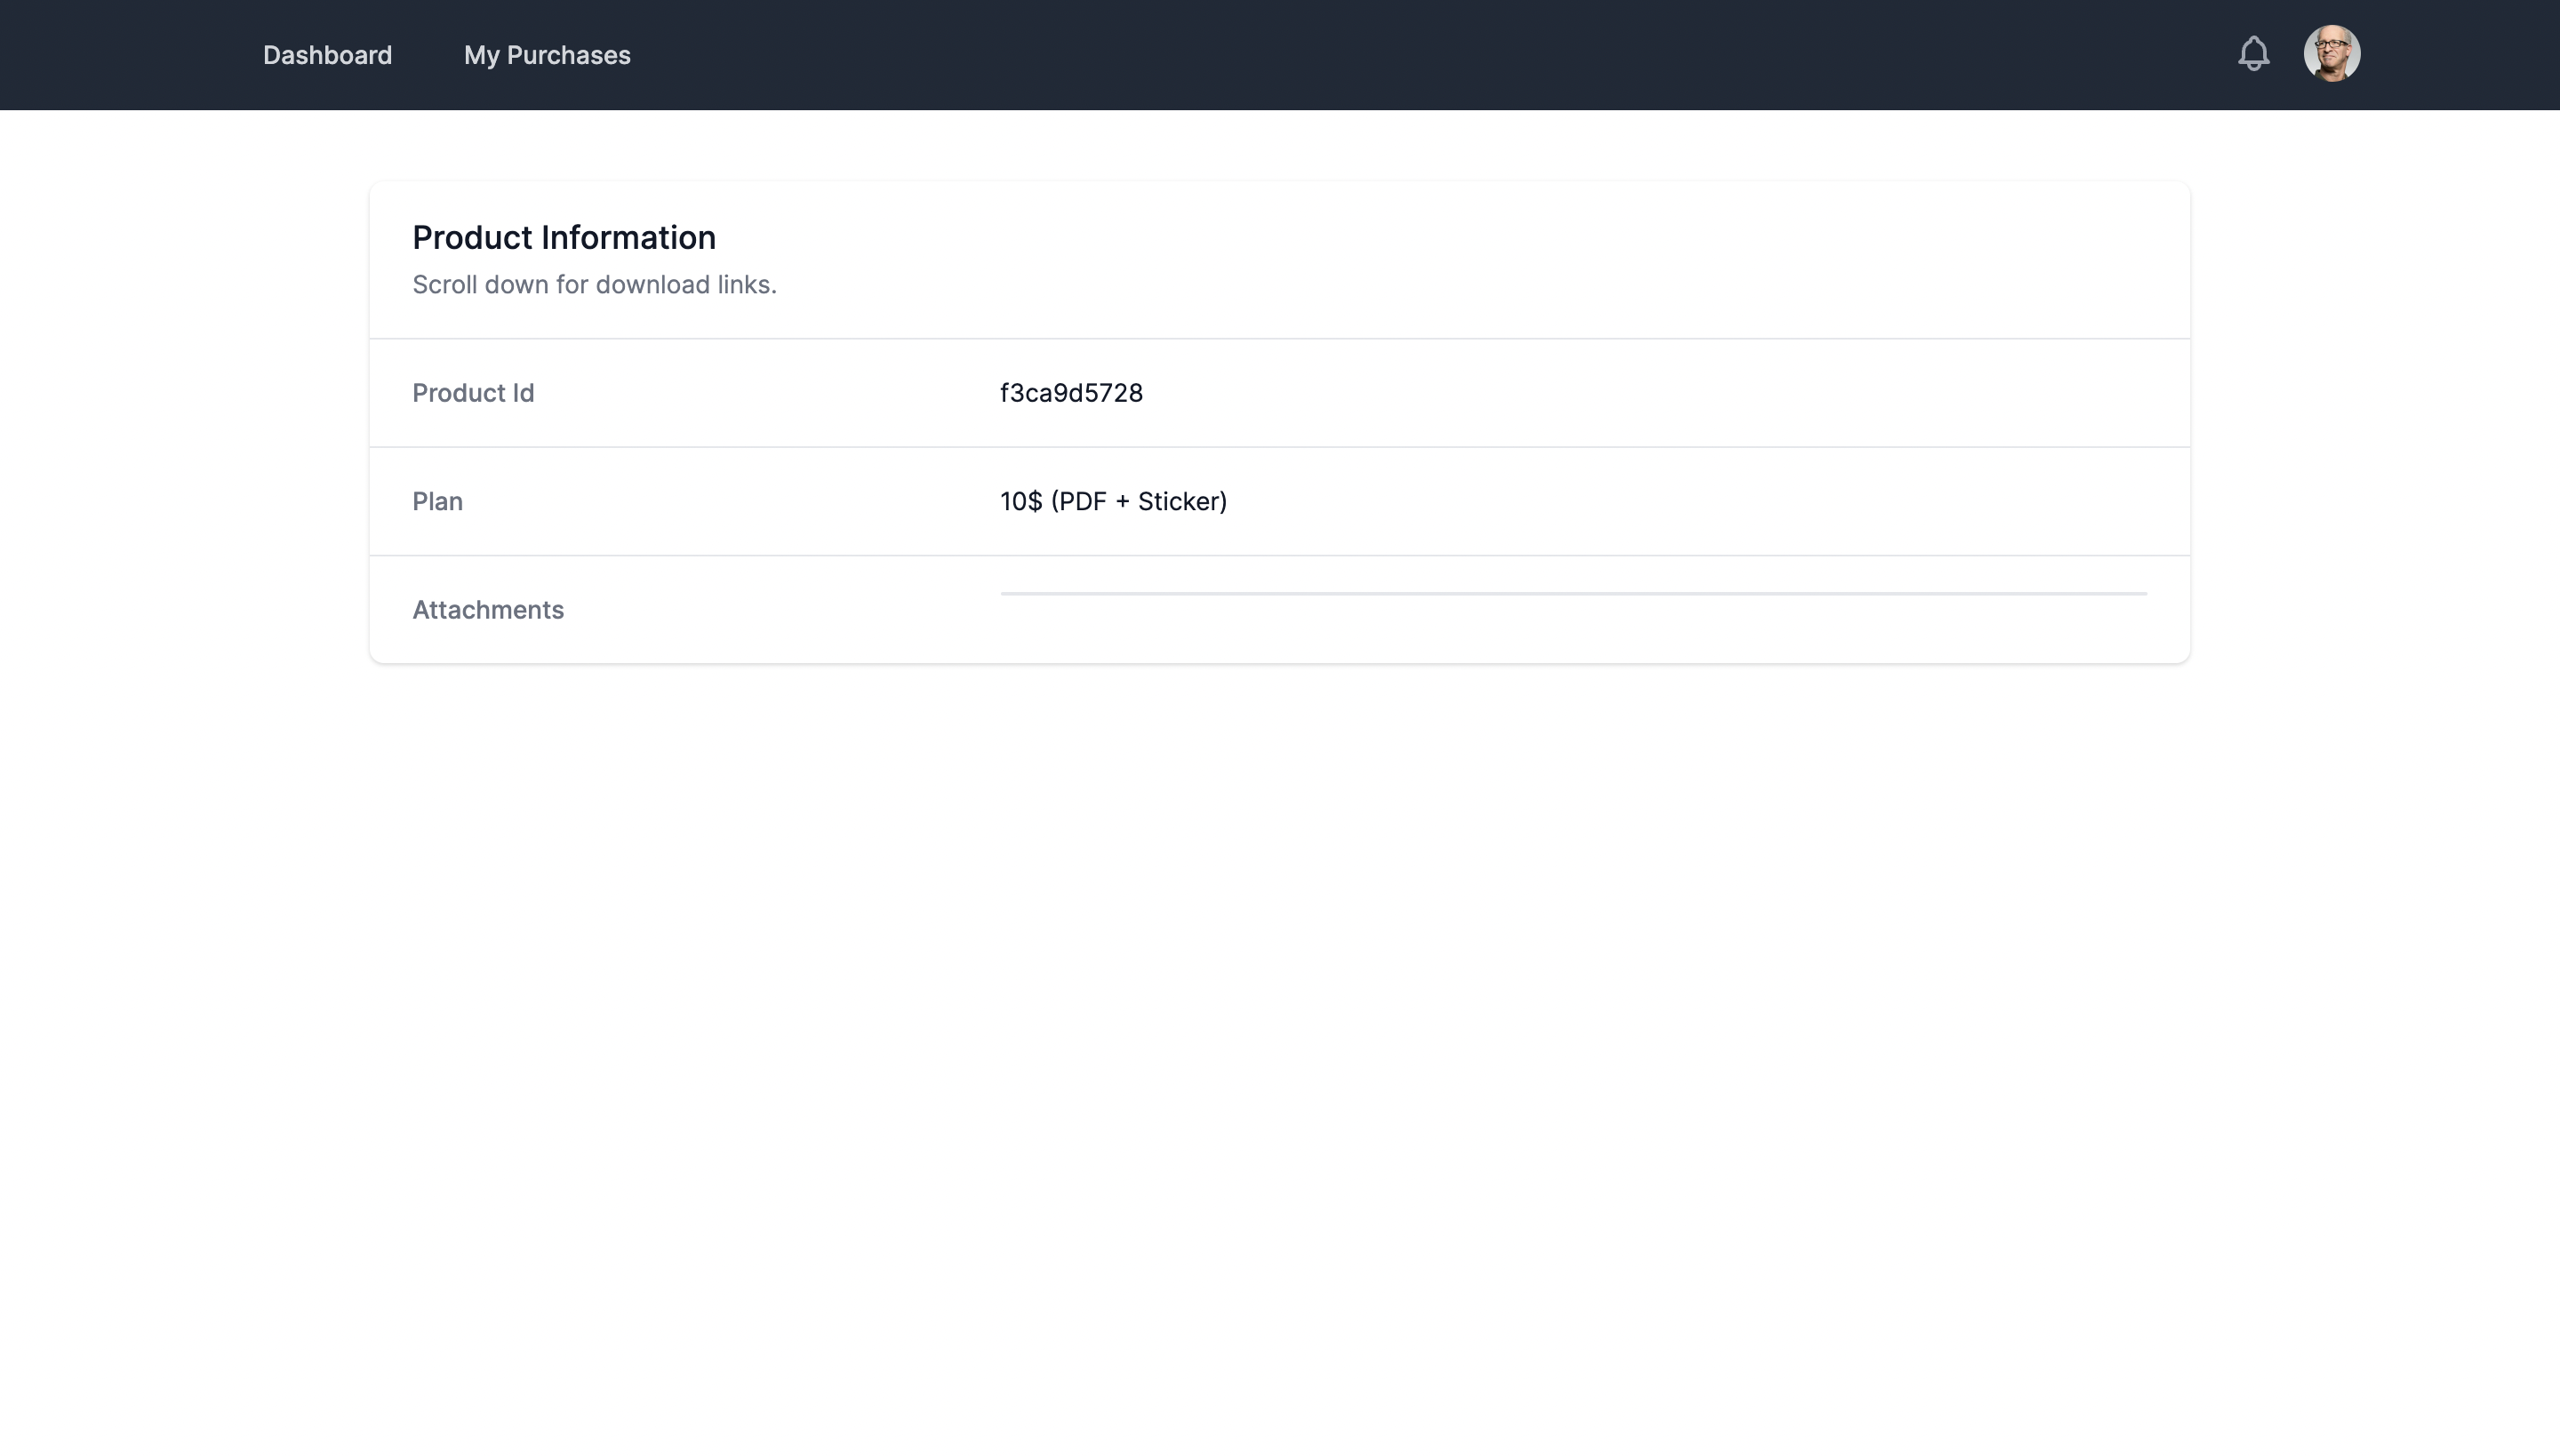 Dashboard
My Purchases
Product Information
Scroll down for download links.
Product Id
f3ca9d5728
Plan
10$ (PDF + Sticker)
Attachments